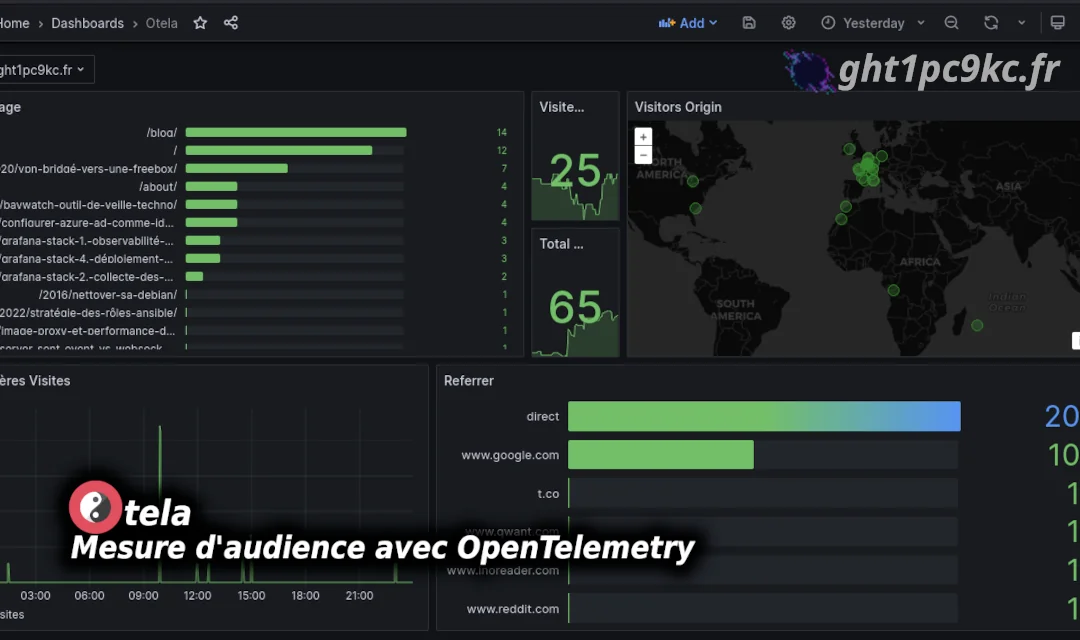 Home › Dashboards › Otela
Add
Yesterday
ght1pc9kc.fr
ght1pc9kc.fr
age
/blog/ 14
/ 12
20/vpn-bridgé-vers-une-freebox/ 7
/about/ 4
/baywatch-outil-de-veille-techno/ 4
/configurer-azure-ad-comme-id... 4
/grafana-stack-1.-observabilité-... 3
/grafana-stack-4.-déploiement-... 3
/grafana-stack-2.-collecte-des-... 2
/2016/nettoyer-sa-debian/ 1
2022/stratégie-des-rôles-ansible/ 1
/image-proxy-et-performance-d... 1
server-sent-event-vs-websock... 1
Visite...
25
Total ...
65
Visitors Origin
+
−
NORTH
AMERICA
ASIA
AFRICA
SOUTH
AMERICA
Indian
Ocean
ères Visites
03:00 06:00 09:00 12:00 15:00 18:00 21:00
sites
Referrer
direct 20
www.google.com 10
t.co 1
www.qwant.com 1
www.inoreader.com 1
www.reddit.com 1
tela
Mesure d'audience avec OpenTelemetry